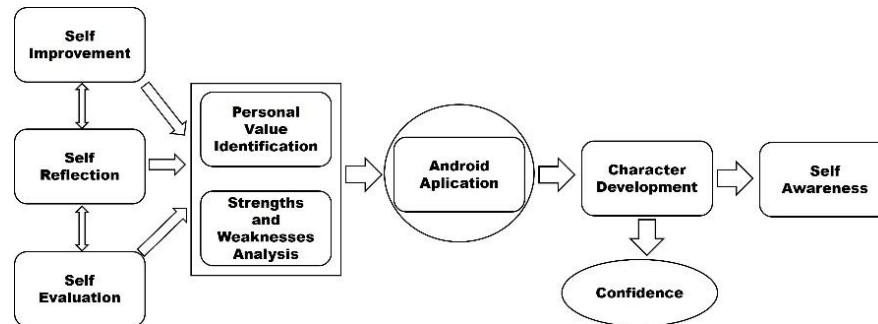 Self
Improvement
Self
Reflection
Self
Evaluation
Personal
Value
Identification
Strengths
and
Weaknesses
Analysis
Android
Aplication
Character
Development
Self
Awareness
Confidence